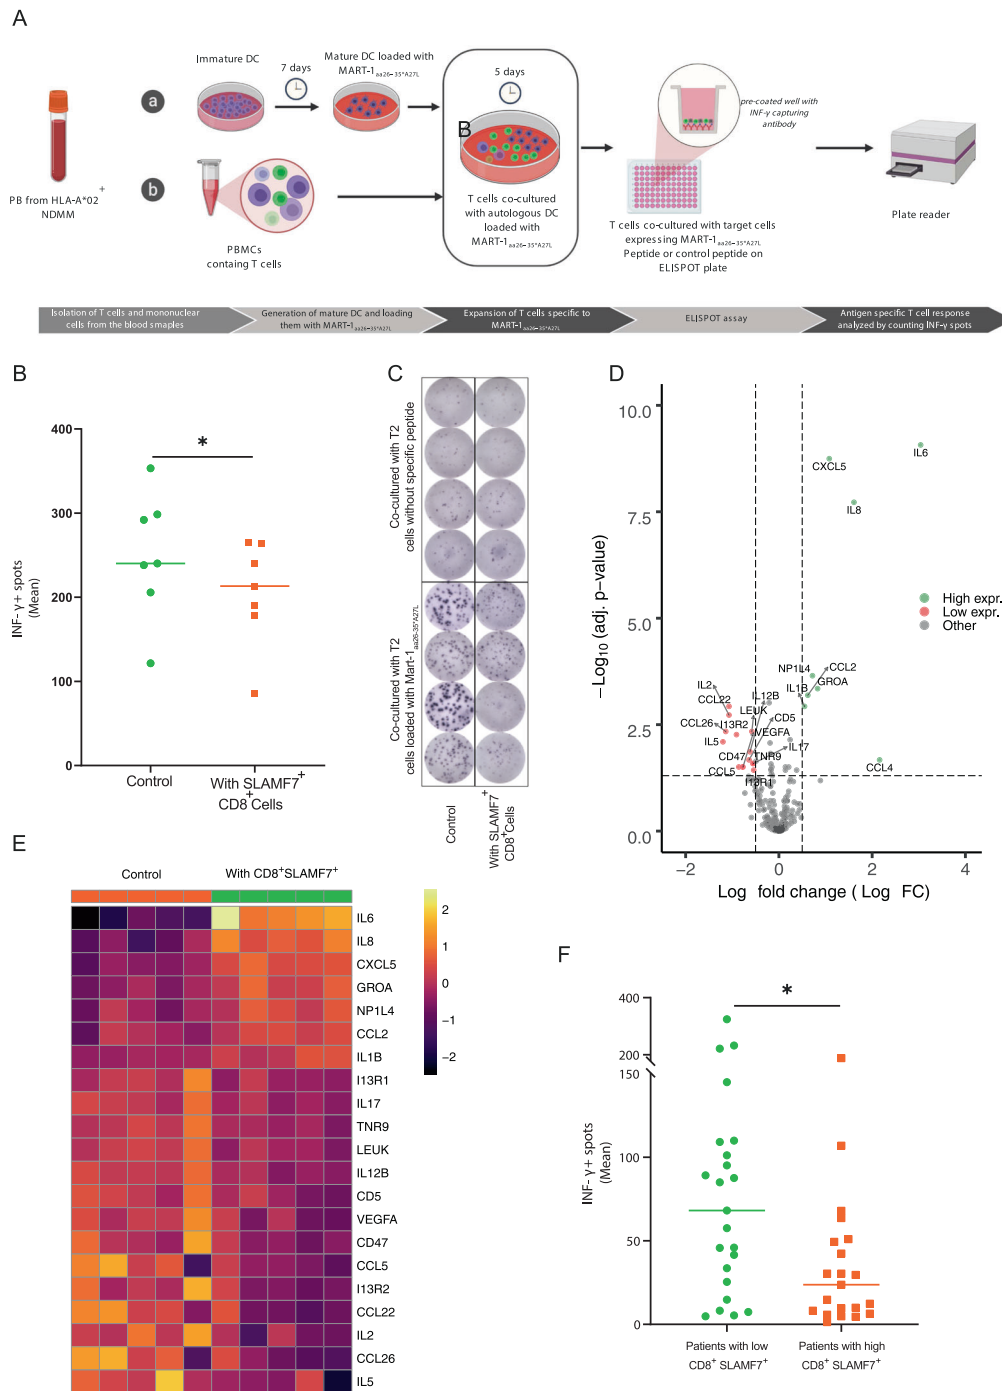 A
Immature DC
7 days
Mature DC loaded with
MART-1aa26–35*A27L
5 days
pre-coated well with
INF-γ capturing
antibody
a
B
b
PB from HLA-A*02+
NDMM
PBMCs
containg T cells
T cells co-cultured
with autologous DC
loaded with
MART-1aa26–35*A27L
T cells co-cultured with target cells
expressing MART-1aa26–35*A27L
Peptide or control peptide on
ELISPOT plate
Plate reader
Isolation of T cells and mononuclear
cells from the blood smaples
Generation of mature DC and loading
them with MART-1aa26–35*A27L
Expansion of T cells specific to
MART-1aa26–35*A27L
ELISPOT assay
Antigen specific T cell response
analyzed by counting INF-γ spots
B
400
300
200
100
0
INF- γ+ spots
(Mean)
*
Control
With SLAMF7+
CD8+Cells
C
Co-cultured with T2
cells without specific peptide
Co-cultured with T2
cells loaded with Mart-1aa26-35*A27L
Control
With SLAMF7+
CD8+Cells
D
10.0
7.5
5.0
2.5
0.0
−Log10 (adj. p-value)
IL6
CXCL5
IL8
High expr.
Low expr.
Other
NP1L4
CCL2
IL1B
GROA
IL2
CCL22
IL12B
LEUK
CD5
CCL26
I13R2
VEGFA
IL5
CD47
TNR9
IL17
CCL5
I13R1
CCL4
−2
0
2
4
Log fold change ( Log FC)
E
Control
With CD8+SLAMF7+
IL6
IL8
CXCL5
GROA
NP1L4
CCL2
IL1B
I13R1
IL17
TNR9
LEUK
IL12B
CD5
VEGFA
CD47
CCL5
I13R2
CCL22
IL2
CCL26
IL5
2
1
0
−1
−2
F
400
200
150
100
50
0
INF- γ+ spots
(Mean)
*
Patients with low
CD8+ SLAMF7+
Patients with high
CD8+ SLAMF7+